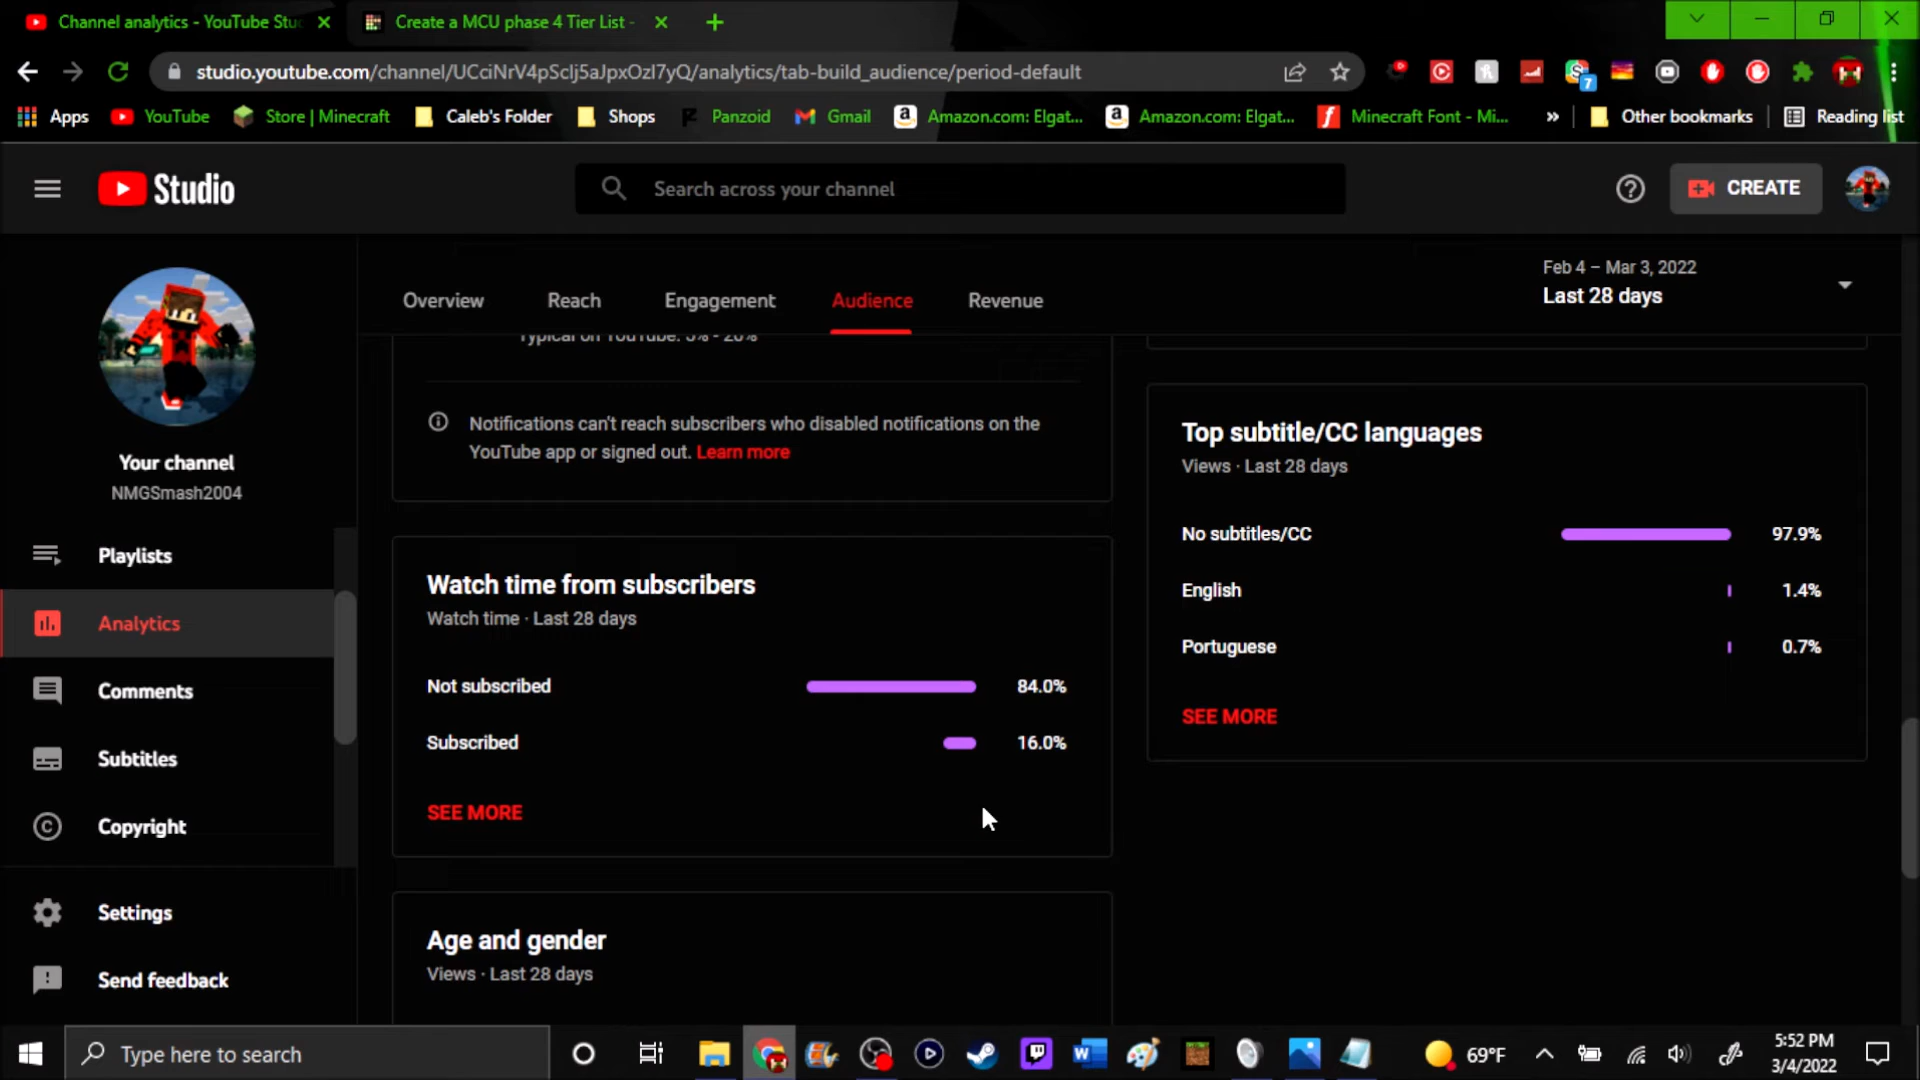 Channel analytics - YouTube Stu
Create a MCU phase 4 Tier List -
studio.youtube.com/channel/UCciNrV4pSclj5aJpxOzl7yQ/analytics/tab-build_audience/period-default
7
Apps
YouTube
Store | Minecraft
Caleb's Folder
Shops
Panzoid
Gmail
Amazon.com: Elgat...
Amazon.com: Elgat...
Minecraft Font - Mi...
»
Other bookmarks
Reading list
Studio
Search across your channel
CREATE
Your channel
NMGSmash2004
Playlists
Analytics
Comments
Subtitles
Copyright
Settings
Send feedback
Overview
Reach
Engagement
Audience
Revenue
Feb 4 – Mar 3, 2022
Last 28 days
Typical on YouTube: 5% - 20%
Notifications can't reach subscribers who disabled notifications on the
YouTube app or signed out. Learn more
Watch time from subscribers
Watch time · Last 28 days
Not subscribed 84.0%
Subscribed 16.0%
SEE MORE
Age and gender
Views · Last 28 days
Top subtitle/CC languages
Views · Last 28 days
No subtitles/CC 97.9%
English 1.4%
Portuguese 0.7%
SEE MORE
Type here to search
69°F
5:52 PM
3/4/2022